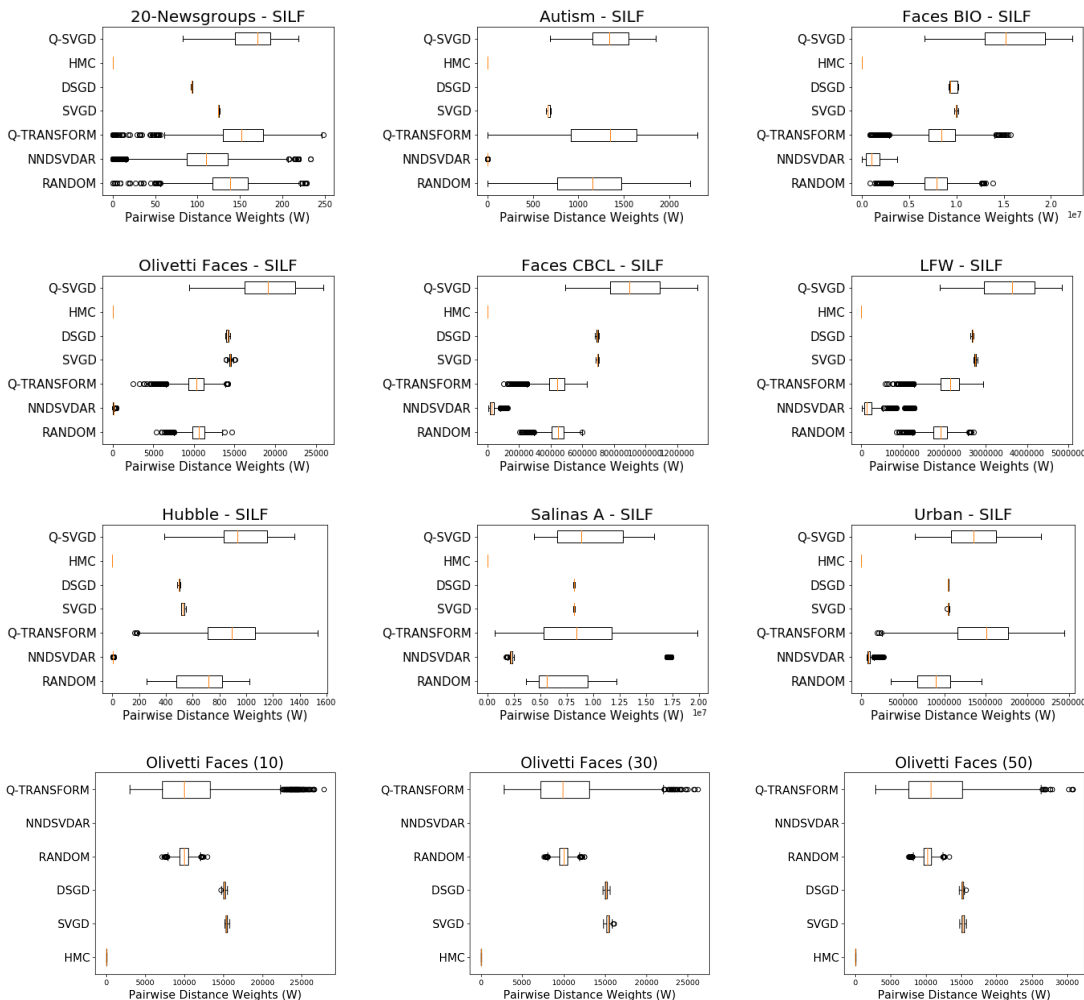 20-Newsgroups - SILF
Q-SVGD
HMC
DSGD
SVGD
Q-TRANSFORM
NNDSVDAR
RANDOM
0 50 100 150 200 250
Pairwise Distance Weights (W)
Autism - SILF
Q-SVGD
HMC
DSGD
SVGD
Q-TRANSFORM
NNDSVDAR
RANDOM
0 500 1000 1500 2000
Pairwise Distance Weights (W)
Faces BIO - SILF
Q-SVGD
HMC
DSGD
SVGD
Q-TRANSFORM
NNDSVDAR
RANDOM
0.0 0.5 1.0 1.5 2.0
1e7
Pairwise Distance Weights (W)
Olivetti Faces - SILF
Q-SVGD
HMC
DSGD
SVGD
Q-TRANSFORM
NNDSVDAR
RANDOM
0 5000 10000 15000 20000 25000
Pairwise Distance Weights (W)
Faces CBCL - SILF
Q-SVGD
HMC
DSGD
SVGD
Q-TRANSFORM
NNDSVDAR
RANDOM
0 200000 400000 600000 800000 1000000 1200000
Pairwise Distance Weights (W)
LFW - SILF
Q-SVGD
HMC
DSGD
SVGD
Q-TRANSFORM
NNDSVDAR
RANDOM
0 1000000 2000000 3000000 4000000 5000000
Pairwise Distance Weights (W)
Hubble - SILF
Q-SVGD
HMC
DSGD
SVGD
Q-TRANSFORM
NNDSVDAR
RANDOM
0 200 400 600 800 1000 1200 1400 1600
Pairwise Distance Weights (W)
Salinas A - SILF
Q-SVGD
HMC
DSGD
SVGD
Q-TRANSFORM
NNDSVDAR
RANDOM
0.00 0.25 0.50 0.75 1.00 1.25 1.50 1.75 2.00
1e7
Pairwise Distance Weights (W)
Urban - SILF
Q-SVGD
HMC
DSGD
SVGD
Q-TRANSFORM
NNDSVDAR
RANDOM
0 500000 1000000 1500000 2000000 2500000
Pairwise Distance Weights (W)
Olivetti Faces (10)
Q-TRANSFORM
NNDSVDAR
RANDOM
DSGD
SVGD
HMC
0 5000 10000 15000 20000 25000
Pairwise Distance Weights (W)
Olivetti Faces (30)
Q-TRANSFORM
NNDSVDAR
RANDOM
DSGD
SVGD
HMC
0 5000 10000 15000 20000 25000
Pairwise Distance Weights (W)
Olivetti Faces (50)
Q-TRANSFORM
NNDSVDAR
RANDOM
DSGD
SVGD
HMC
0 5000 10000 15000 20000 25000 30000
Pairwise Distance Weights (W)